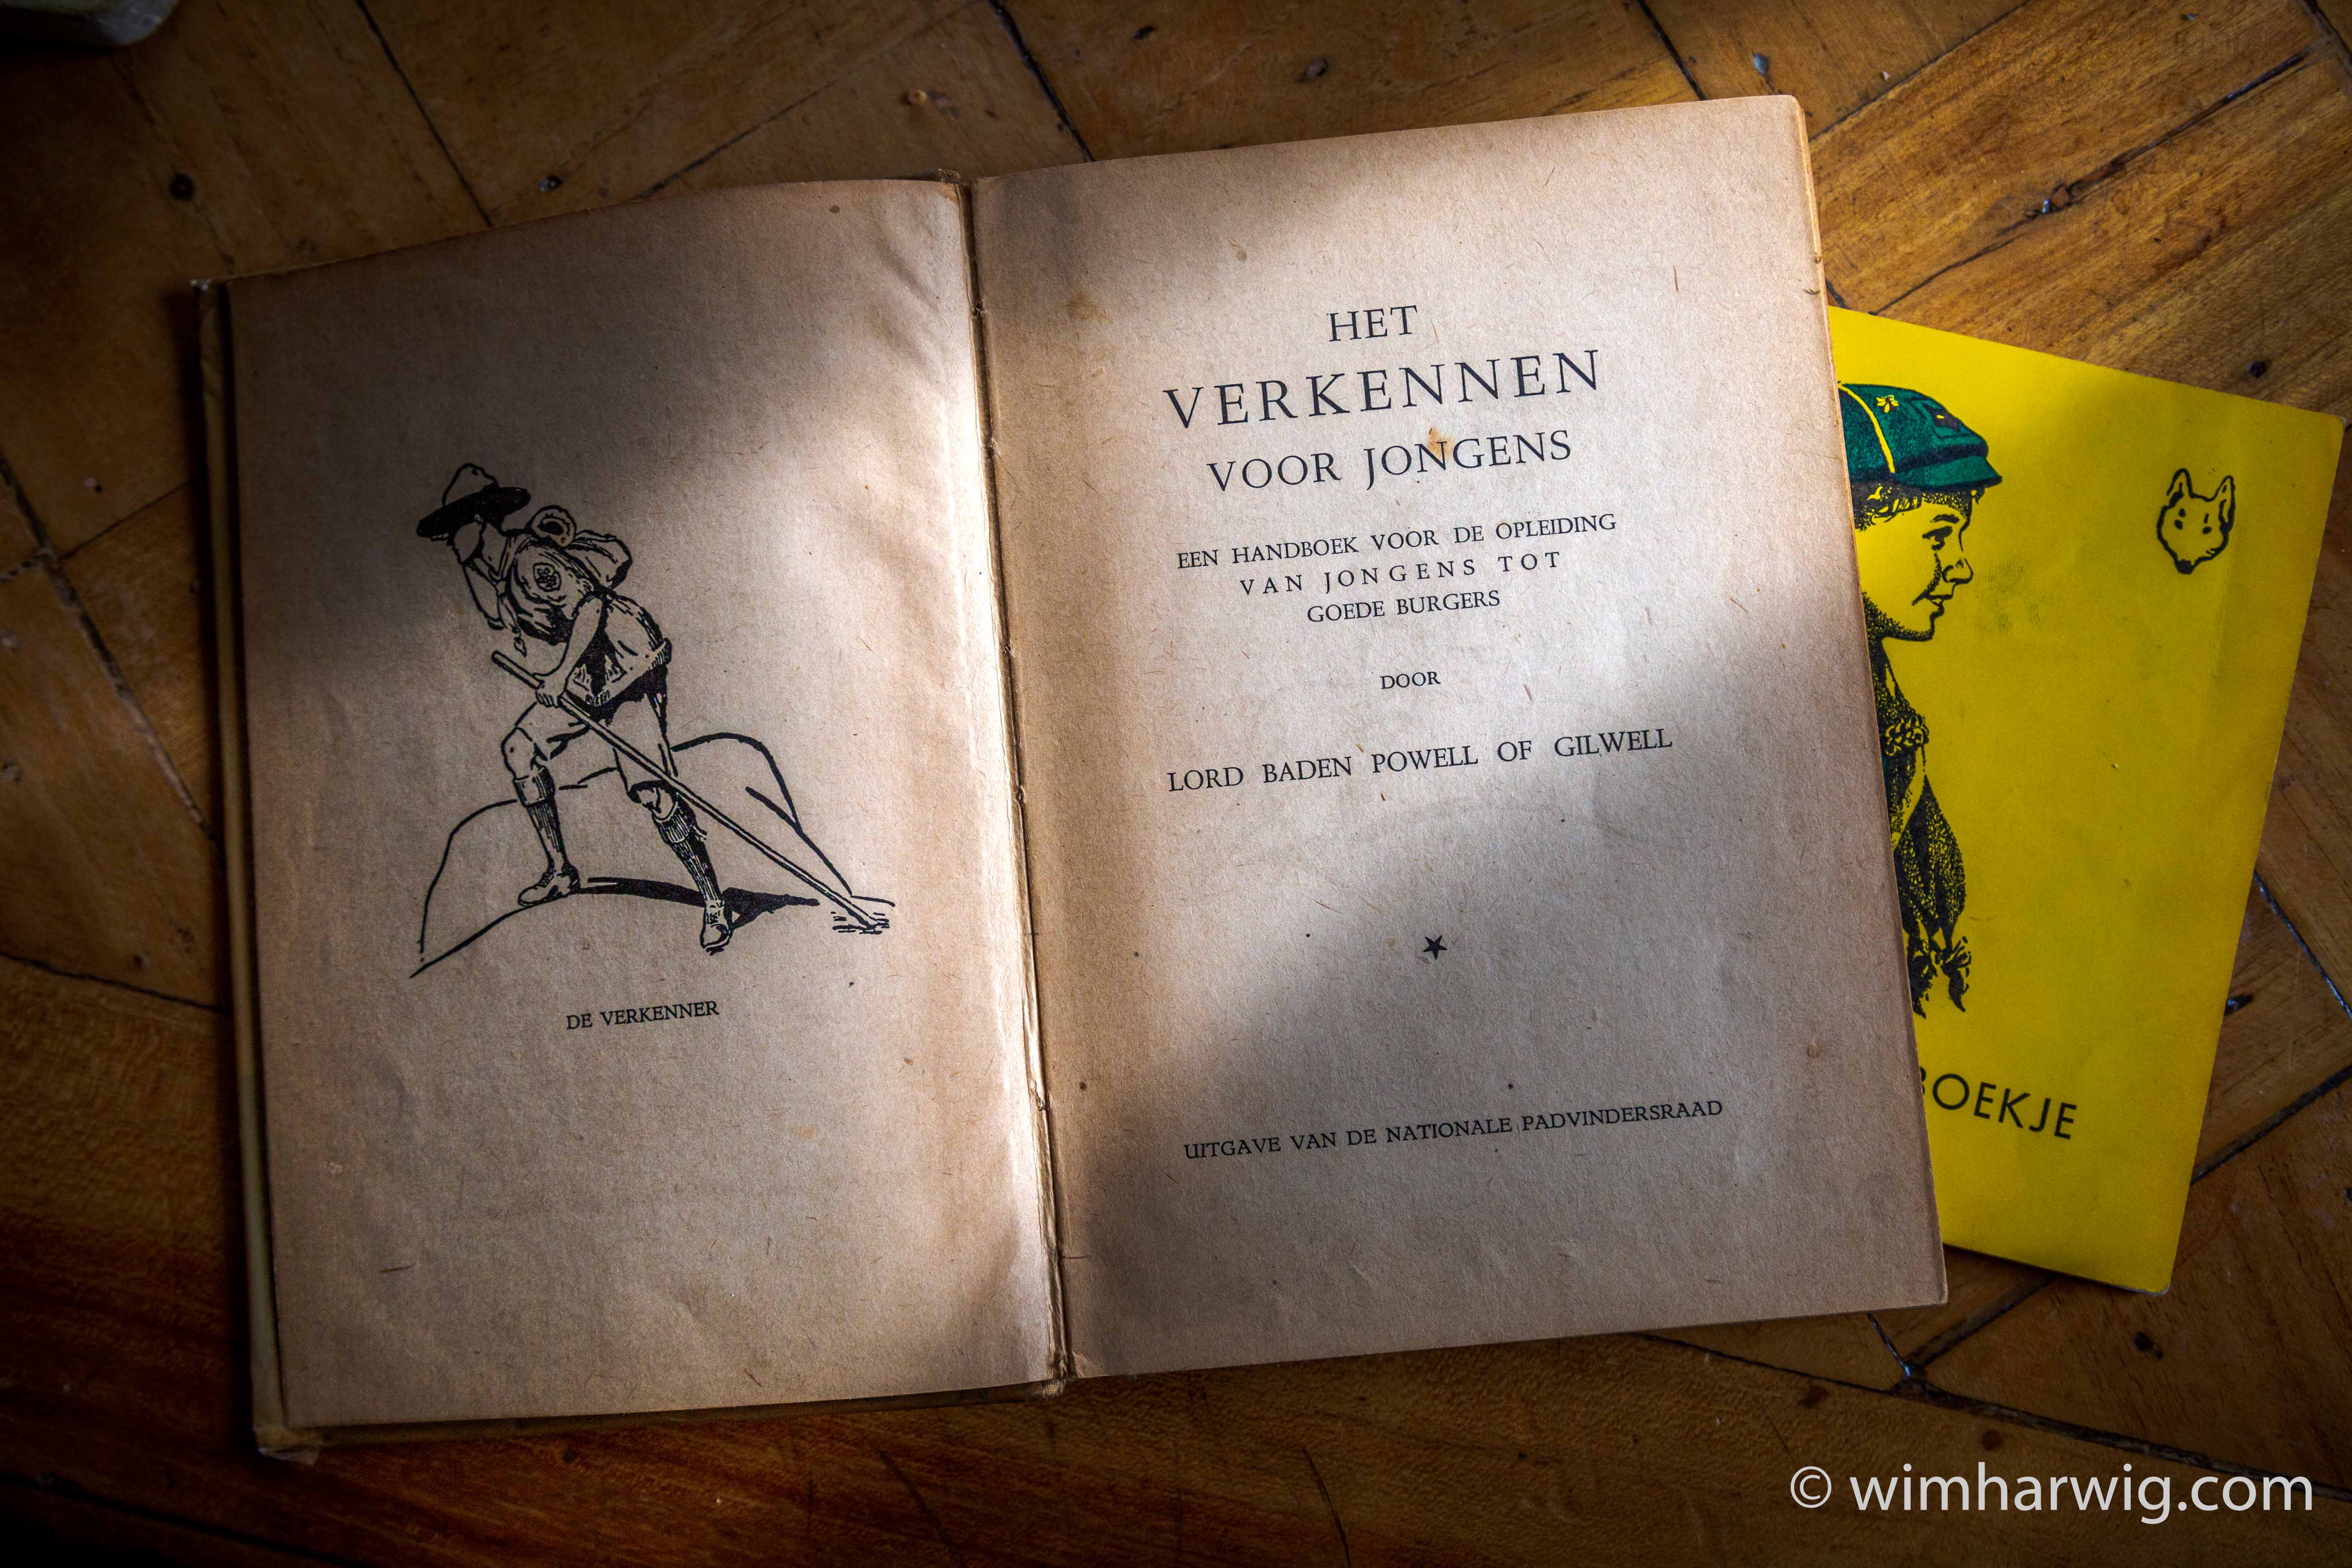 DE VERKENNER
HET
VERKENNEN
VOOR JONGENS
EEN HANDBOEK VOOR DE OPLEIDING
VAN JONGENS TOT
GOEDE BURGERS
DOOR
LORD BADEN POWELL OF GILWELL
UITGAVE VAN DE NATIONALE PADVINDERSRAAD
BOEKJE
© wimharwig.com